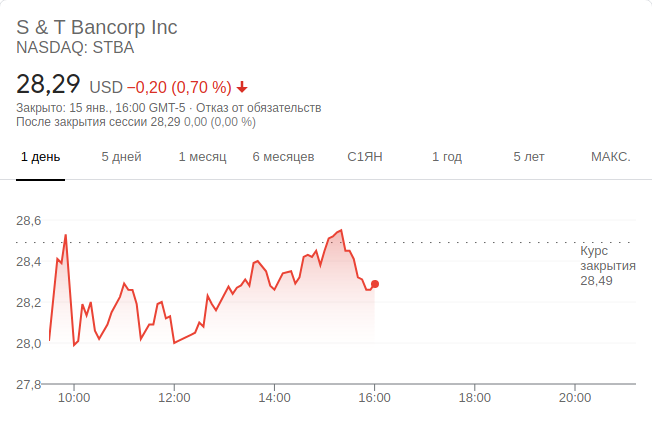 S & T Bancorp Inc
NASDAQ: STBA
28,29 USD −0,20 (0,70 %)
Закрыто: 15 янв., 16:00 GMT-5 · Отказ от обязательств
После закрытия сессии 28,29 0,00 (0,00 %)
1 день 5 дней 1 месяц 6 месяцев С1ЯН 1 год 5 лет МАКС.
28,6
28,4
28,2
28,0
27,8
Курс
закрытия
28,49
10:00 12:00 14:00 16:00 18:00 20:00